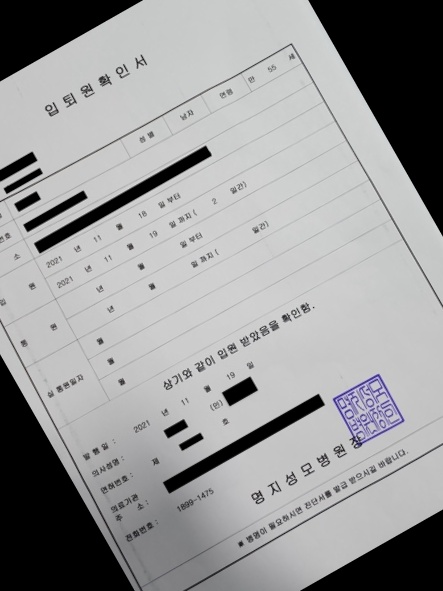 입퇴원확인서
성 별 남자 연령 만 55 세
번호
소
입 원 2021 년 11 월 18 일 부터
2021 년 11 월 19 일 까지 ( 2 일간)
통 원 년 월 일 부터
년 월 일 까지 ( 일간)
실 통원일자 월
월
월
상기와 같이 입원 받았음을 확인함.
발 행 일 : 2021 년 11 월 19 일
의사성명 : (인)
면허번호 : 제 호
의료기관
주 소 :
전화번호 : 1899-1475
명지성모병원장
※ 병명이 필요하시면 진단서를 발급 받으시길 바랍니다.